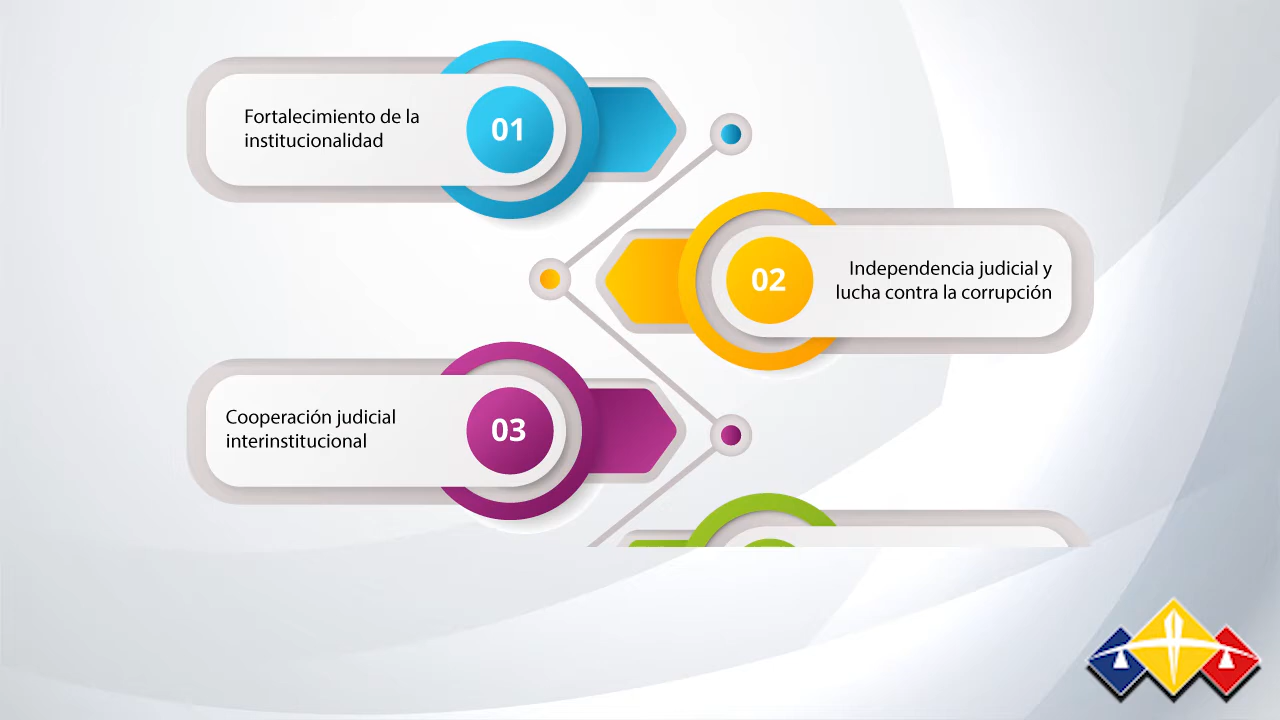 Fortalecimiento de la
institucionalidad
01
02
Independencia judicial y
lucha contra la corrupción
Cooperación judicial
interinstitucional
03